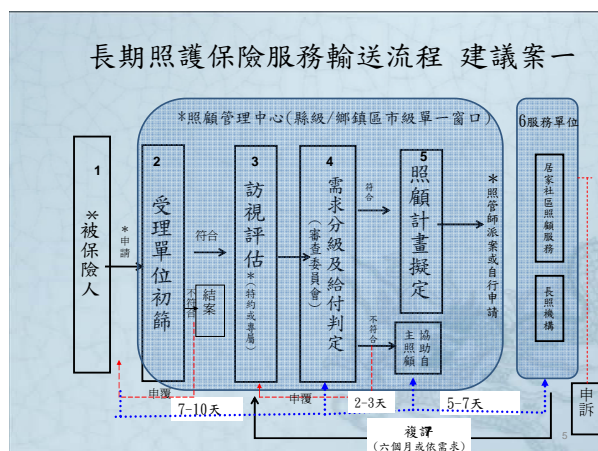 長期照護保險服務輸送流程 建議案一
*照顧管理中心(縣級/鄉鎮區市級單一窗口)
6服務單位
1
*被保險人
*申請
2
受理單位初篩
符合
不符合
結案
3
訪視評估
*(特約或專屬)
4
需求分級及給付判定
(審查委員會)
符合
不符合
5
照顧計畫擬定
協助自
主照顧
*照管師派案或自行申請
居家社區照顧服務
長照機構
申覆
申覆
7-10天
2-3天
5-7天
申訴
複評
(六個月或依需求)
5